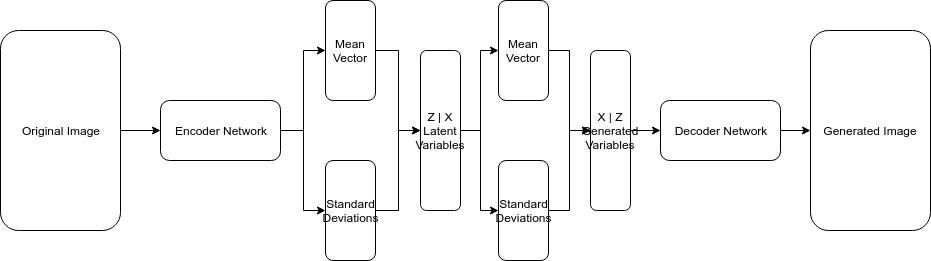 Original Image
Encoder Network
Mean
Vector
Standard
Deviations
Z | X
Latent
Variables
Mean
Vector
Standard
Deviations
X | Z
Generated
Variables
Decoder Network
Generated Image